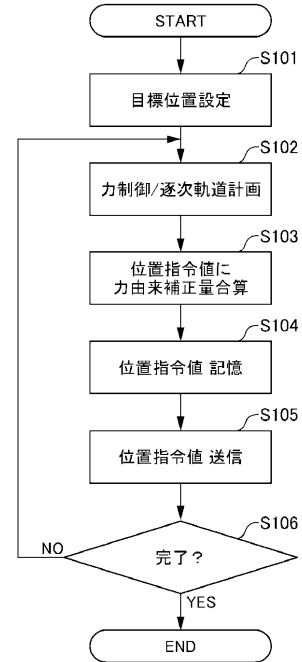 START
S101
目標位置設定
S102
力制御/逐次軌道計画
S103
位置指令値に
力由来補正量合算
S104
位置指令値 記憶
S105
位置指令値 送信
S106
完了？
NO
YES
END